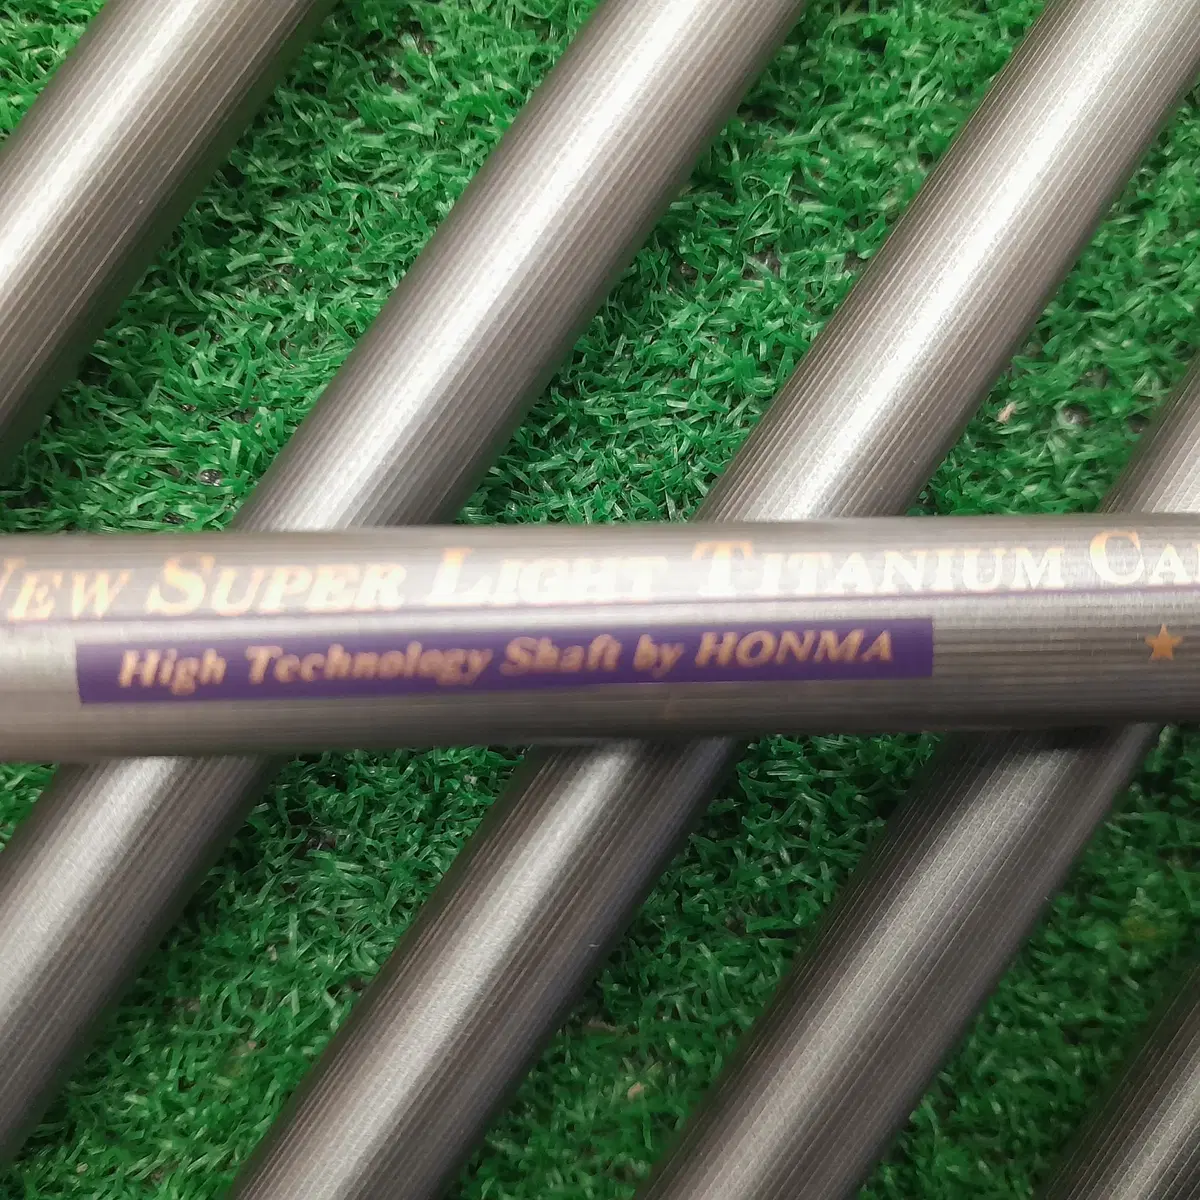 NEW SUPER LIGHT TITANIUM CA
High Technology Shaft by HONMA